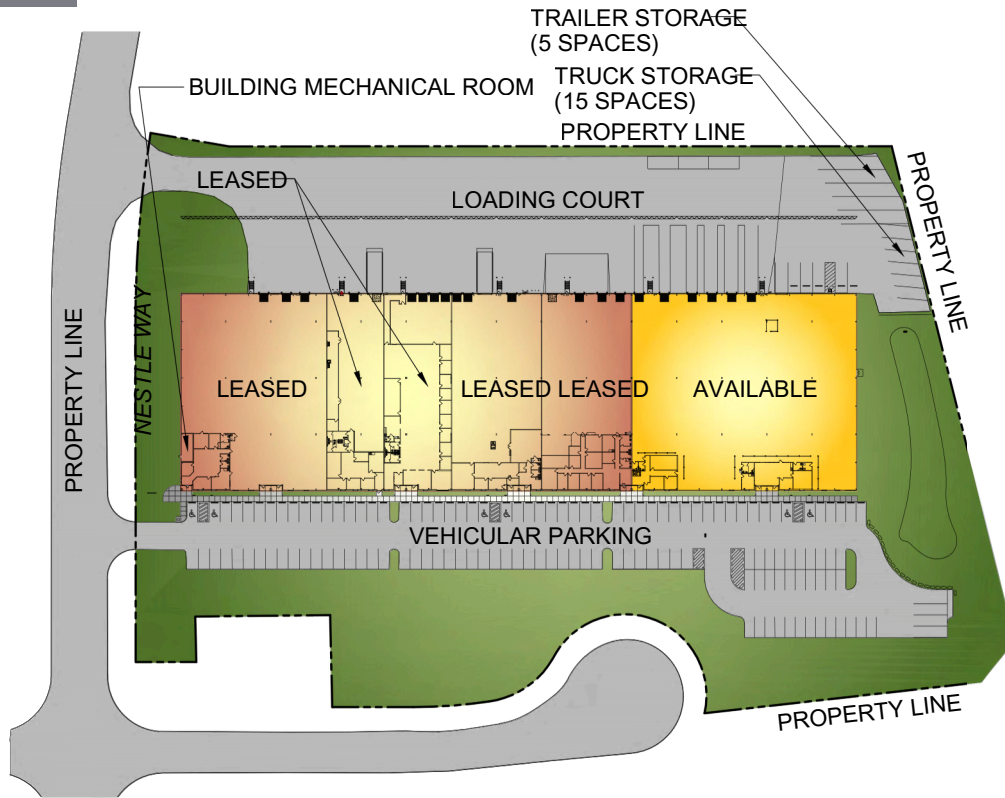 TRAILER STORAGE
(5 SPACES)
TRUCK STORAGE
(15 SPACES)
BUILDING MECHANICAL ROOM
PROPERTY LINE
PROPERTY LINE
LEASED
LOADING COURT
PROPERTY LINE
NESTLE WAY
LEASED
LEASED
LEASED
AVAILABLE
VEHICULAR PARKING
PROPERTY LINE